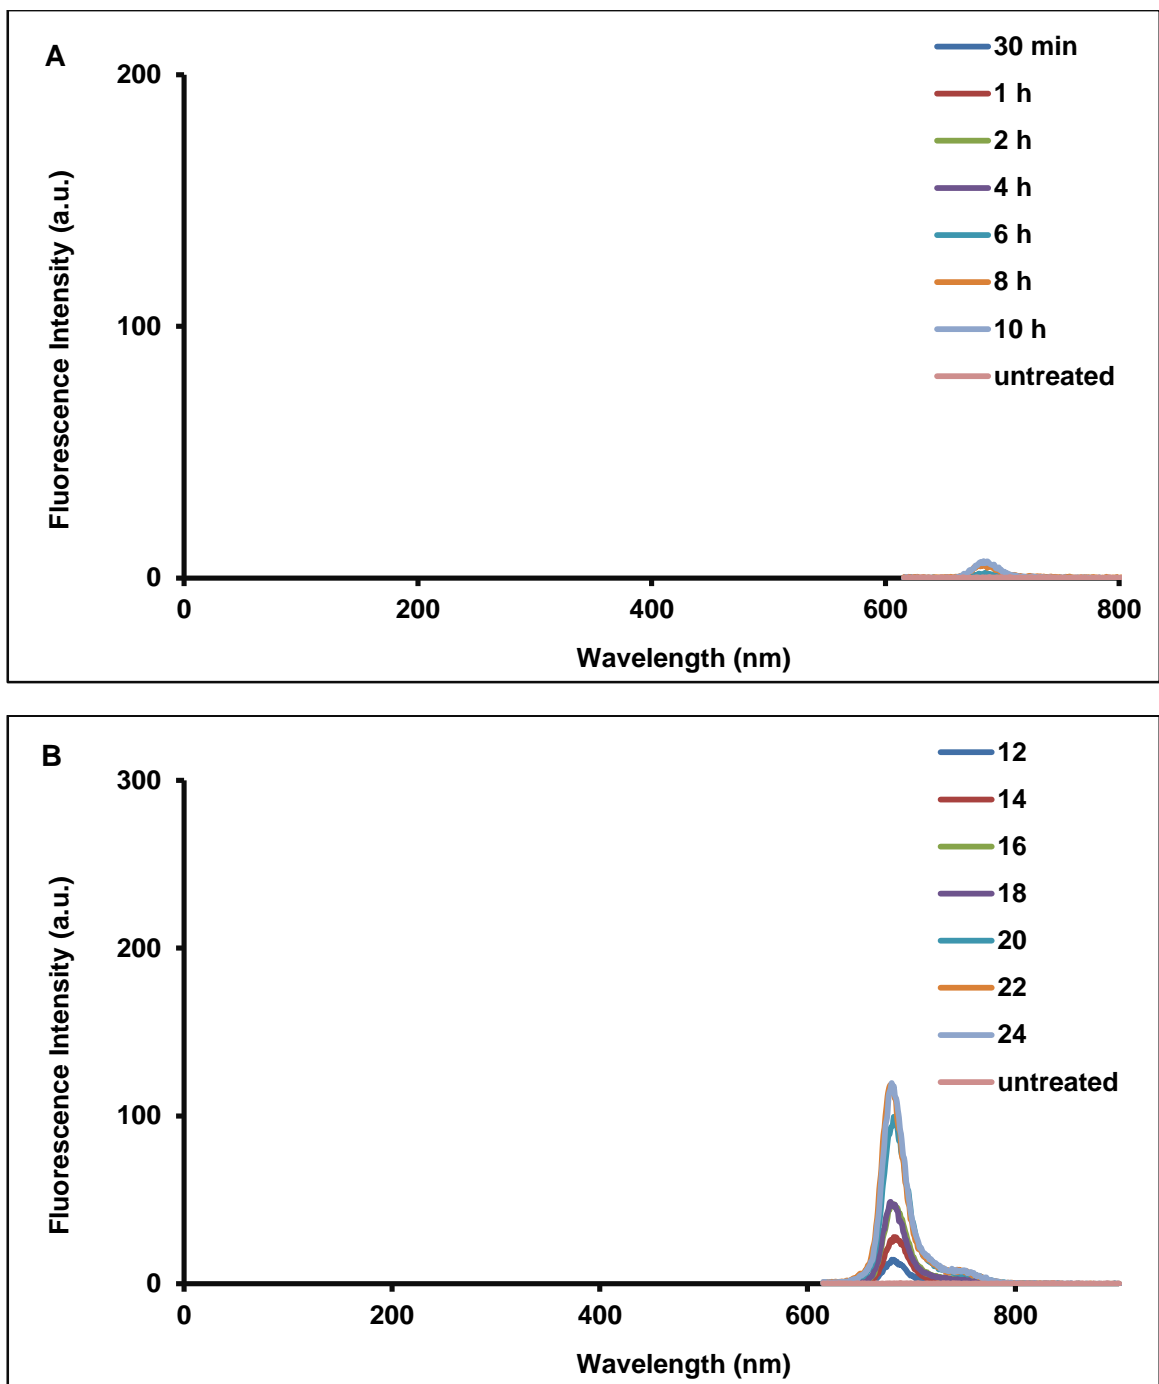 A
30 min
1 h
2 h
4 h
6 h
8 h
10 h
untreated
200
100
0
Fluorescence Intensity (a.u.)
0 200 400 600 800
Wavelength (nm)
B
12
14
16
18
20
22
24
untreated
300
200
100
0
Fluorescence Intensity (a.u.)
0 200 400 600 800
Wavelength (nm)